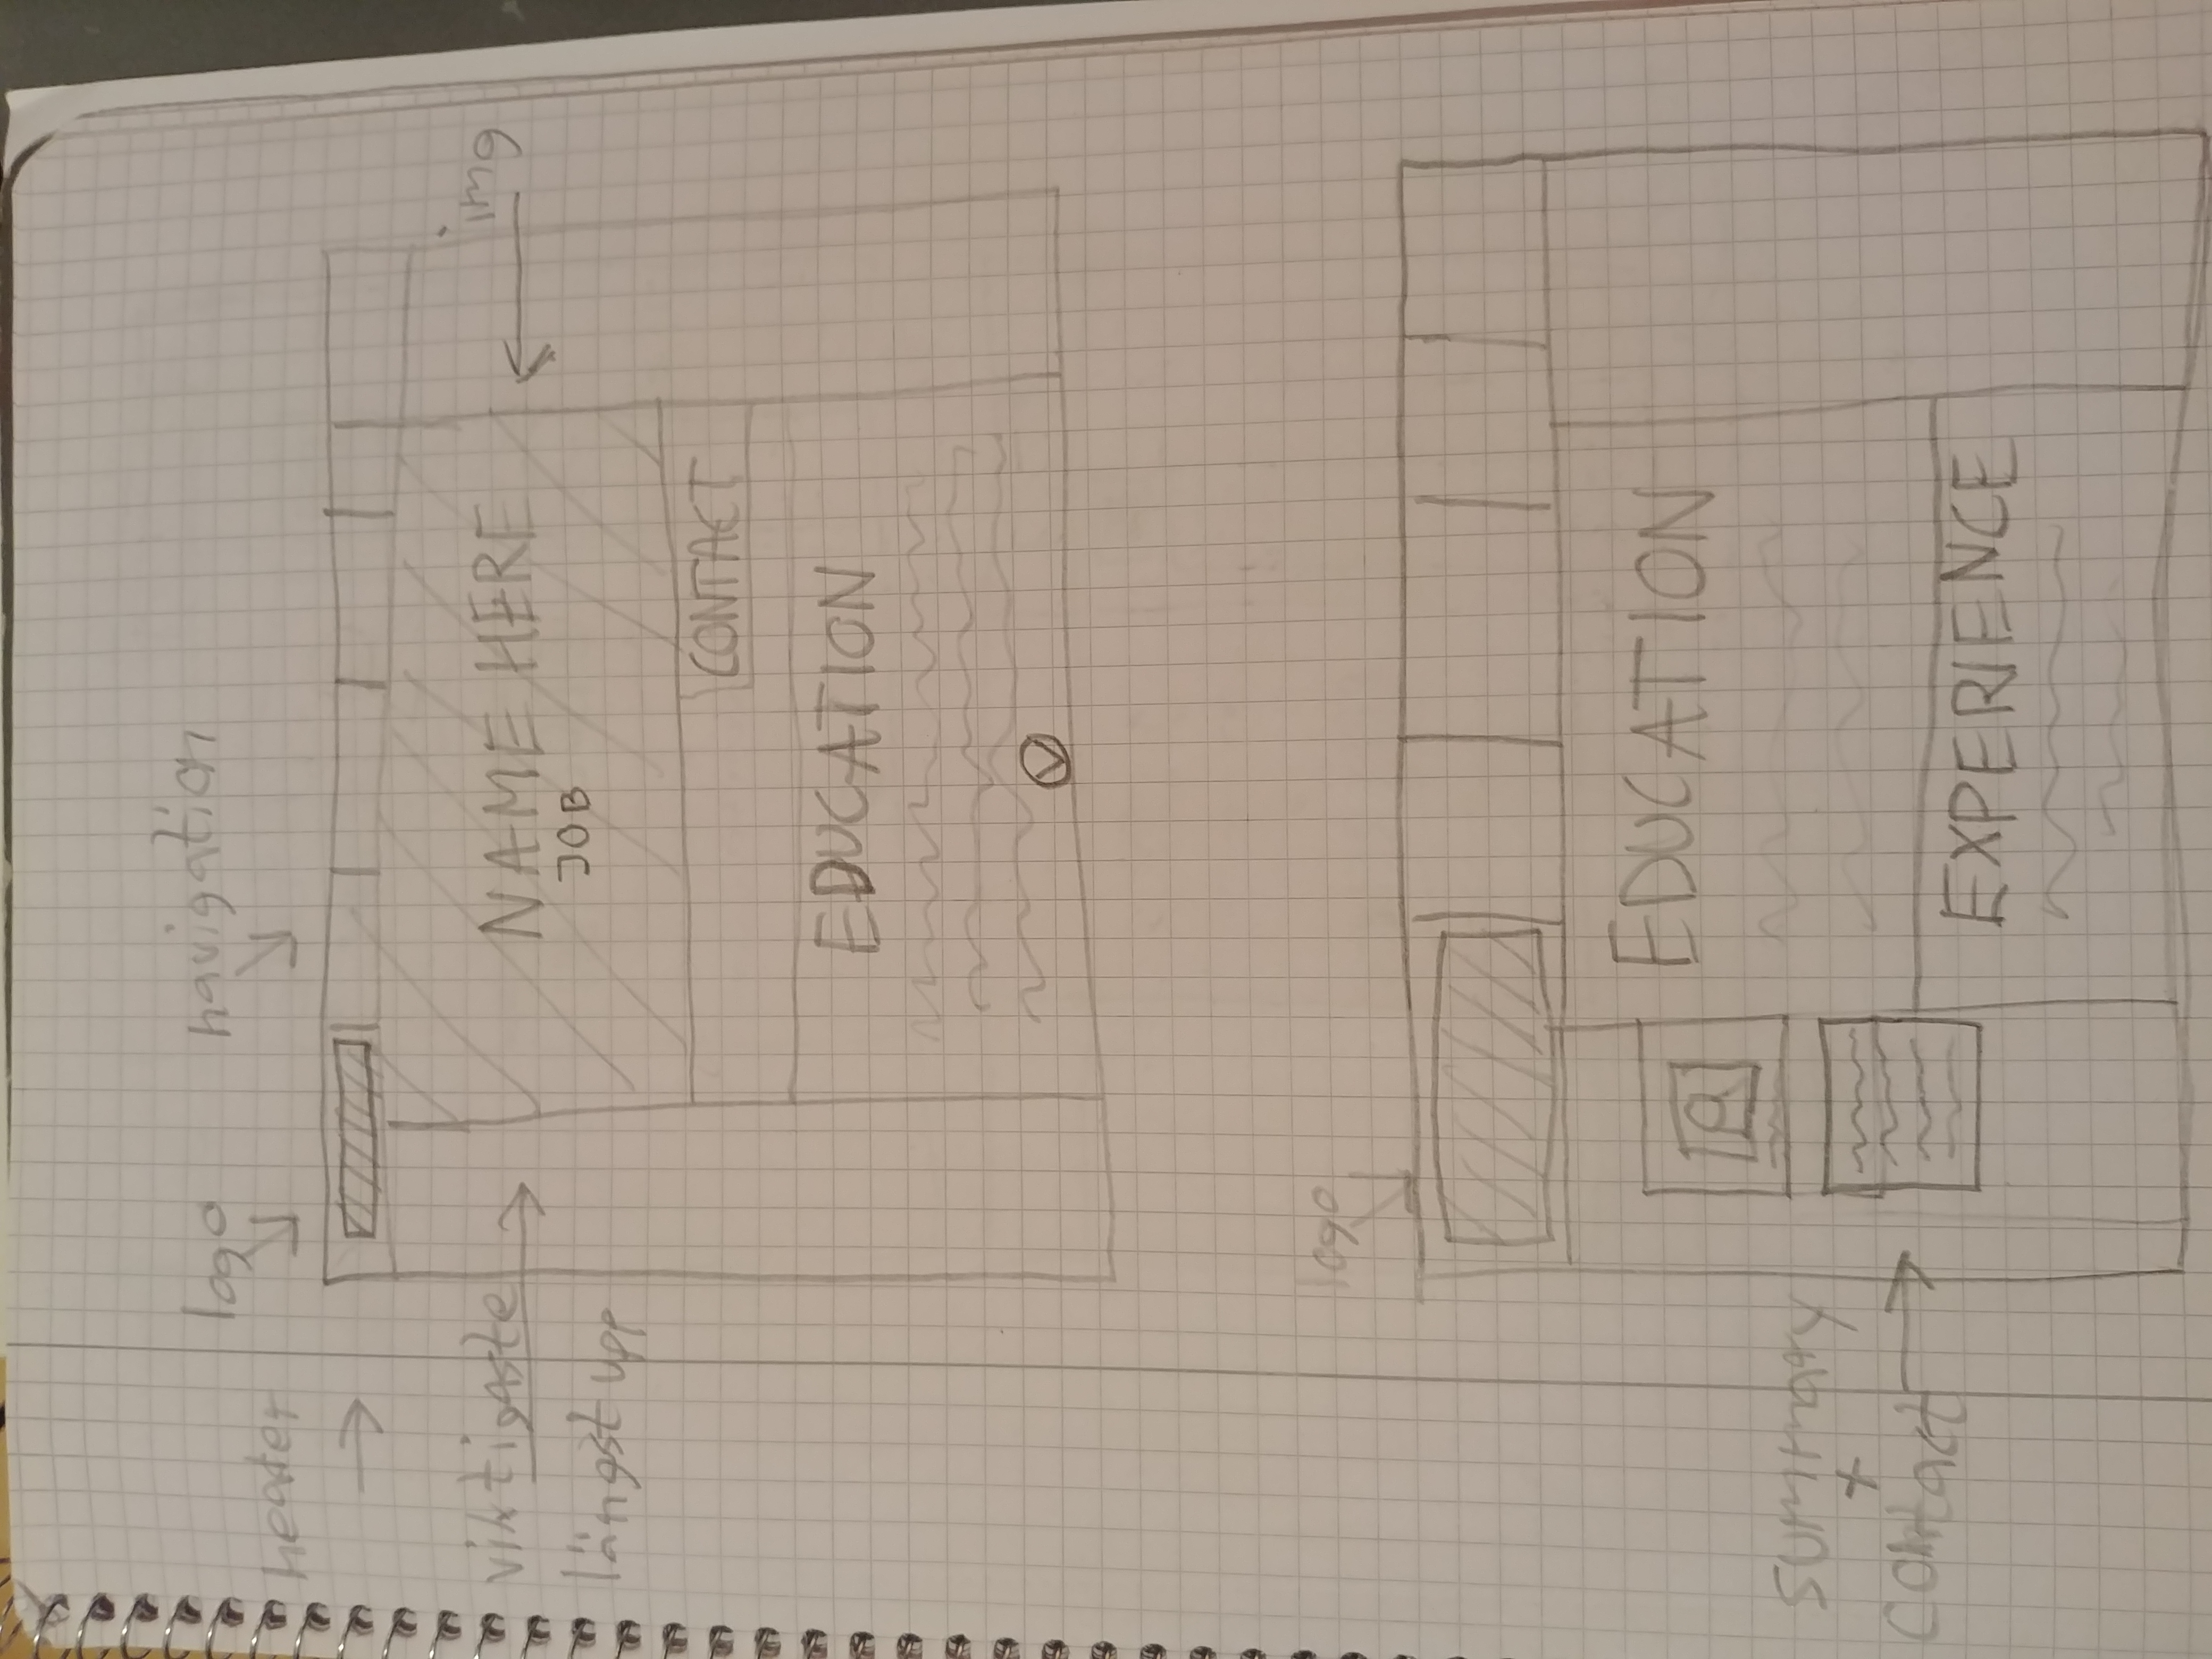 logo
navigation
header
viktigaste
längst upp
img
NAME HERE
JOB
CONTACT
EDUCATION
logo
EDUCATION
summary
+
contact
EXPERIENCE